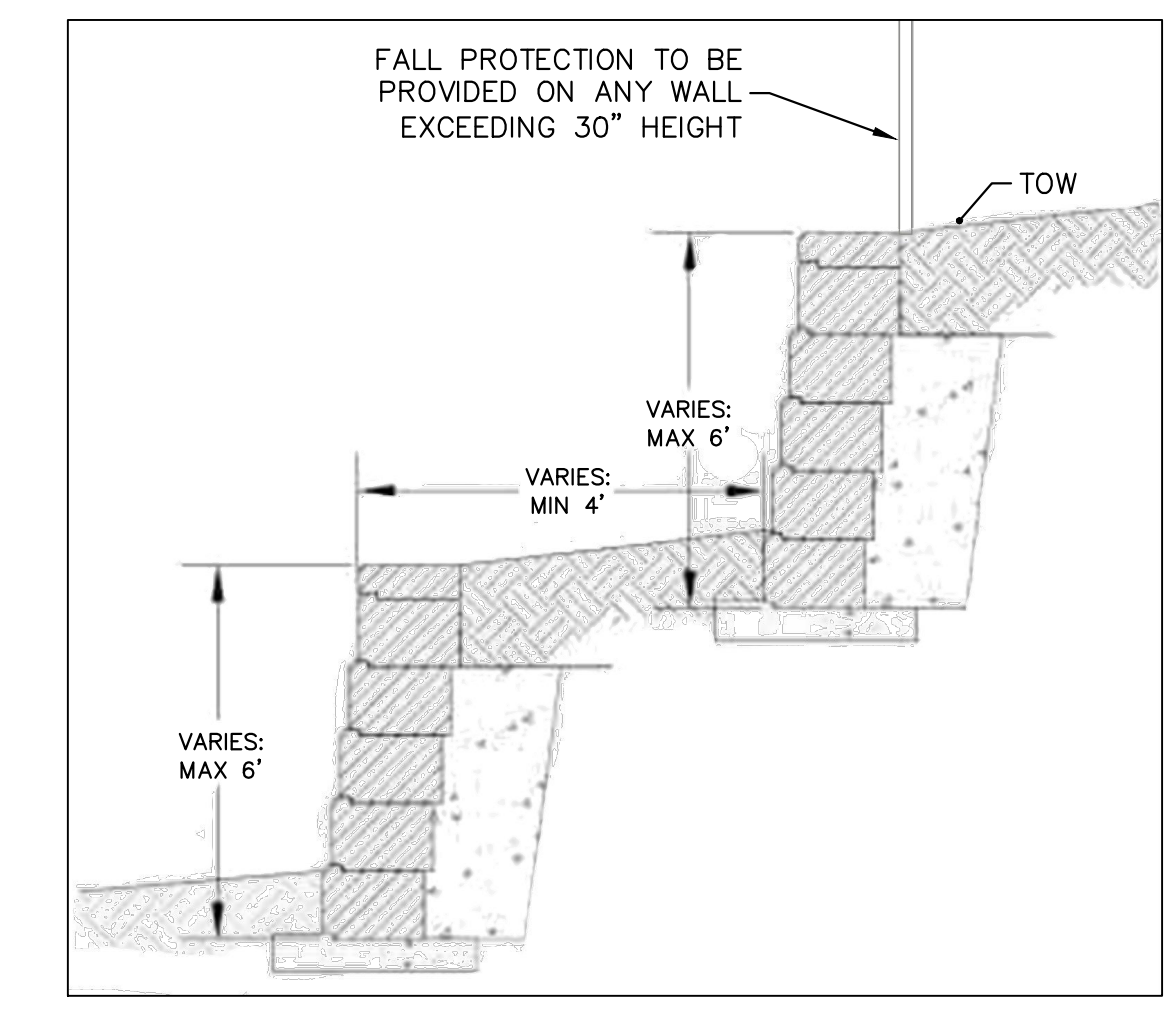 FALL PROTECTION TO BE
PROVIDED ON ANY WALL
EXCEEDING 30" HEIGHT
TOW
VARIES:
MAX 6'
VARIES:
MIN 4'
VARIES:
MAX 6'